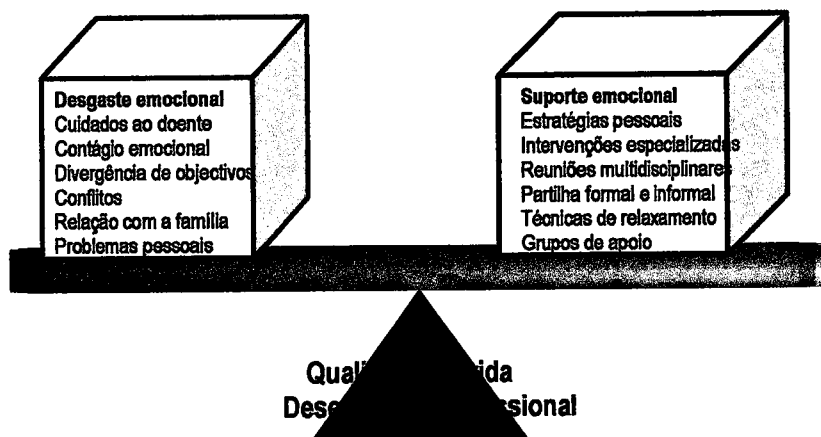 Desgaste emocional
Cuidados ao doente
Contágio emocional
Divergência de objectivos
Conflitos
Relação com a família
Problemas pessoais
Suporte emocional
Estratégias pessoais
Intervenções especializadas
Reuniões multidisciplinares
Partilha formal e informal
Técnicas de relaxamento
Grupos de apoio